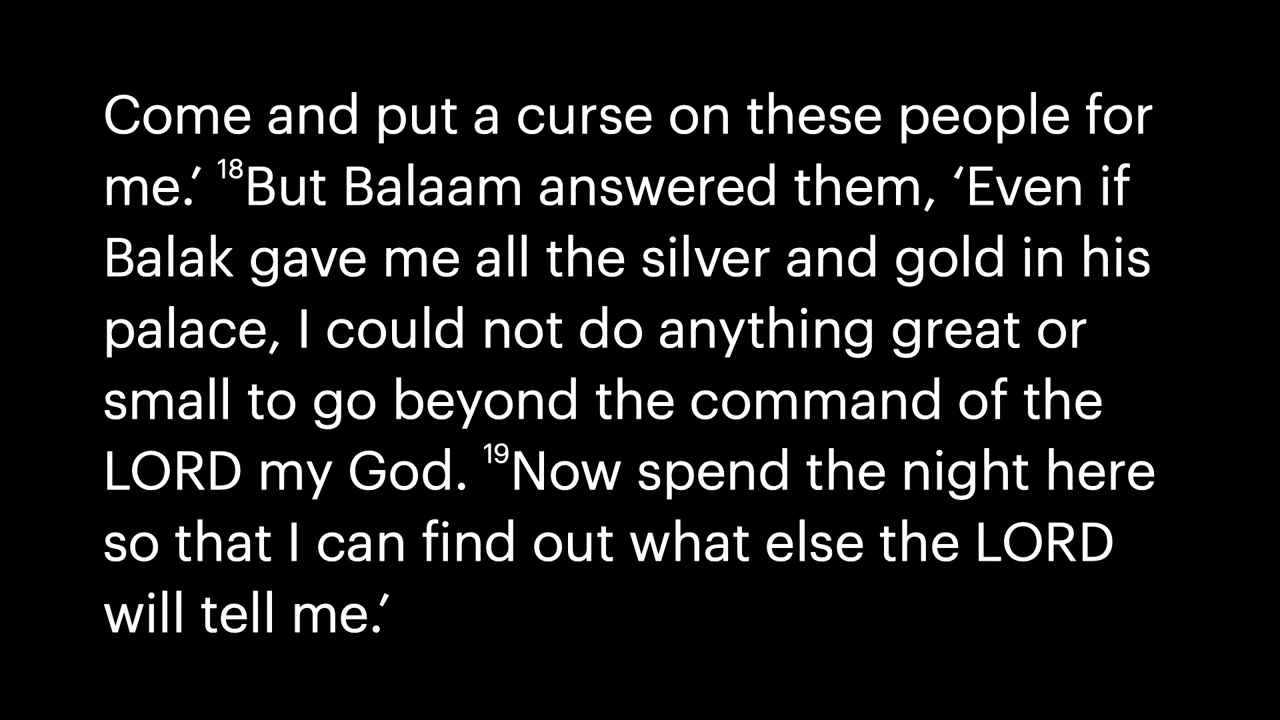 Come and put a curse on these people for
me.’ ¹⁸But Balaam answered them, ‘Even if
Balak gave me all the silver and gold in his
palace, I could not do anything great or
small to go beyond the command of the
LORD my God. ¹⁹Now spend the night here
so that I can find out what else the LORD
will tell me.’